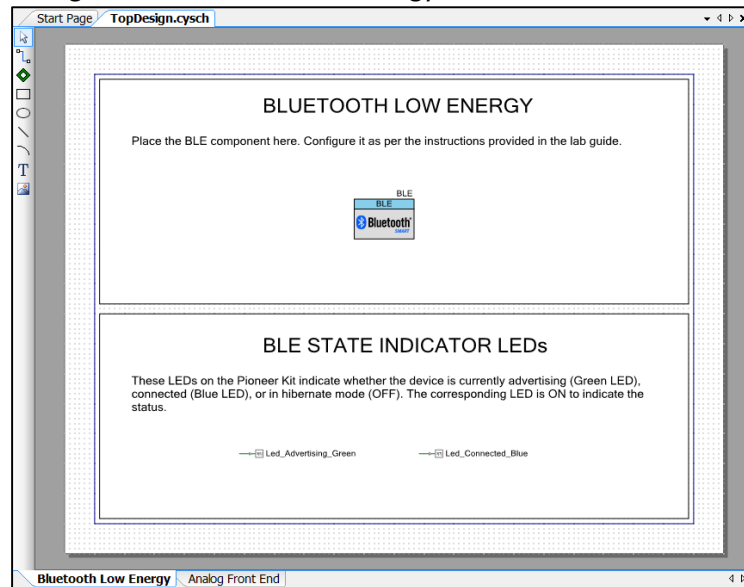 Start Page
TopDesign.cysch
BLUETOOTH LOW ENERGY
Place the BLE component here. Configure it as per the instructions provided in the lab guide.
BLE
BLE
Bluetooth
SMART
BLE STATE INDICATOR LEDs
These LEDs on the Pioneer Kit indicate whether the device is currently advertising (Green LED),
connected (Blue LED), or in hibernate mode (OFF). The corresponding LED is ON to indicate the
status.
Led_Advertising_Green
Led_Connected_Blue
Bluetooth Low Energy
Analog Front End